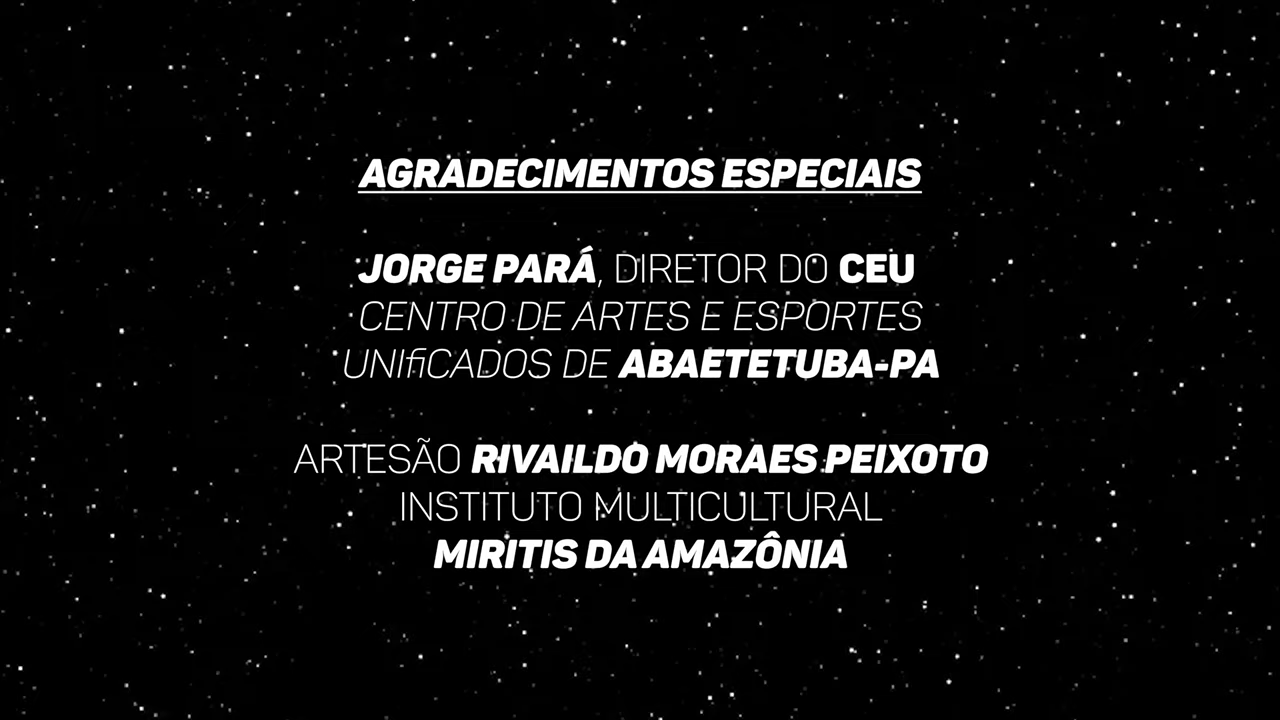 AGRADECIMENTOS ESPECIAIS
JORGE PARÁ, DIRETOR DO CEU
CENTRO DE ARTES E ESPORTES
UNIfiCADOS DE ABAETETUBA-PA
ARTESÃO RIVAILDO MORAES PEIXOTO
INSTITUTO MULTICULTURAL
MIRITIS DA AMAZÔNIA